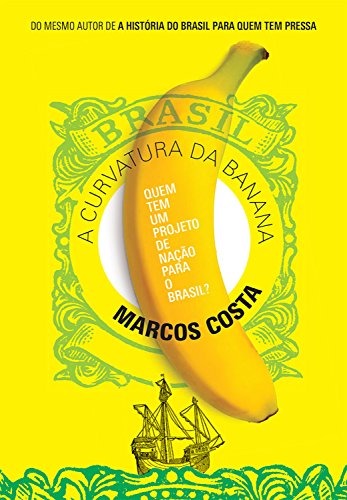 DO MESMO AUTOR DE A HISTÓRIA DO BRASIL PARA QUEM TEM PRESSA
BRASIL
A CURVATURA DA BANANA
QUEM
TEM
UM
PROJETO
DE
NAÇÃO
PARA
O
BRASIL?
MARCOS COSTA